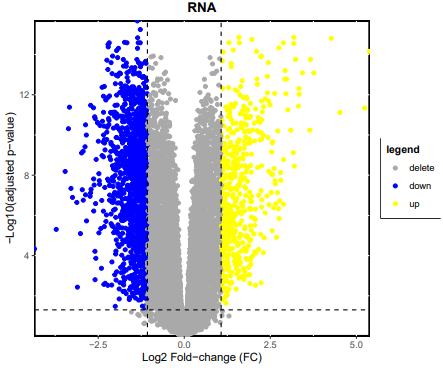 RNA
−Log10(adjusted p−value)
12
8
4
−2.5
0.0
2.5
5.0
Log2 Fold−change (FC)
legend
delete
down
up